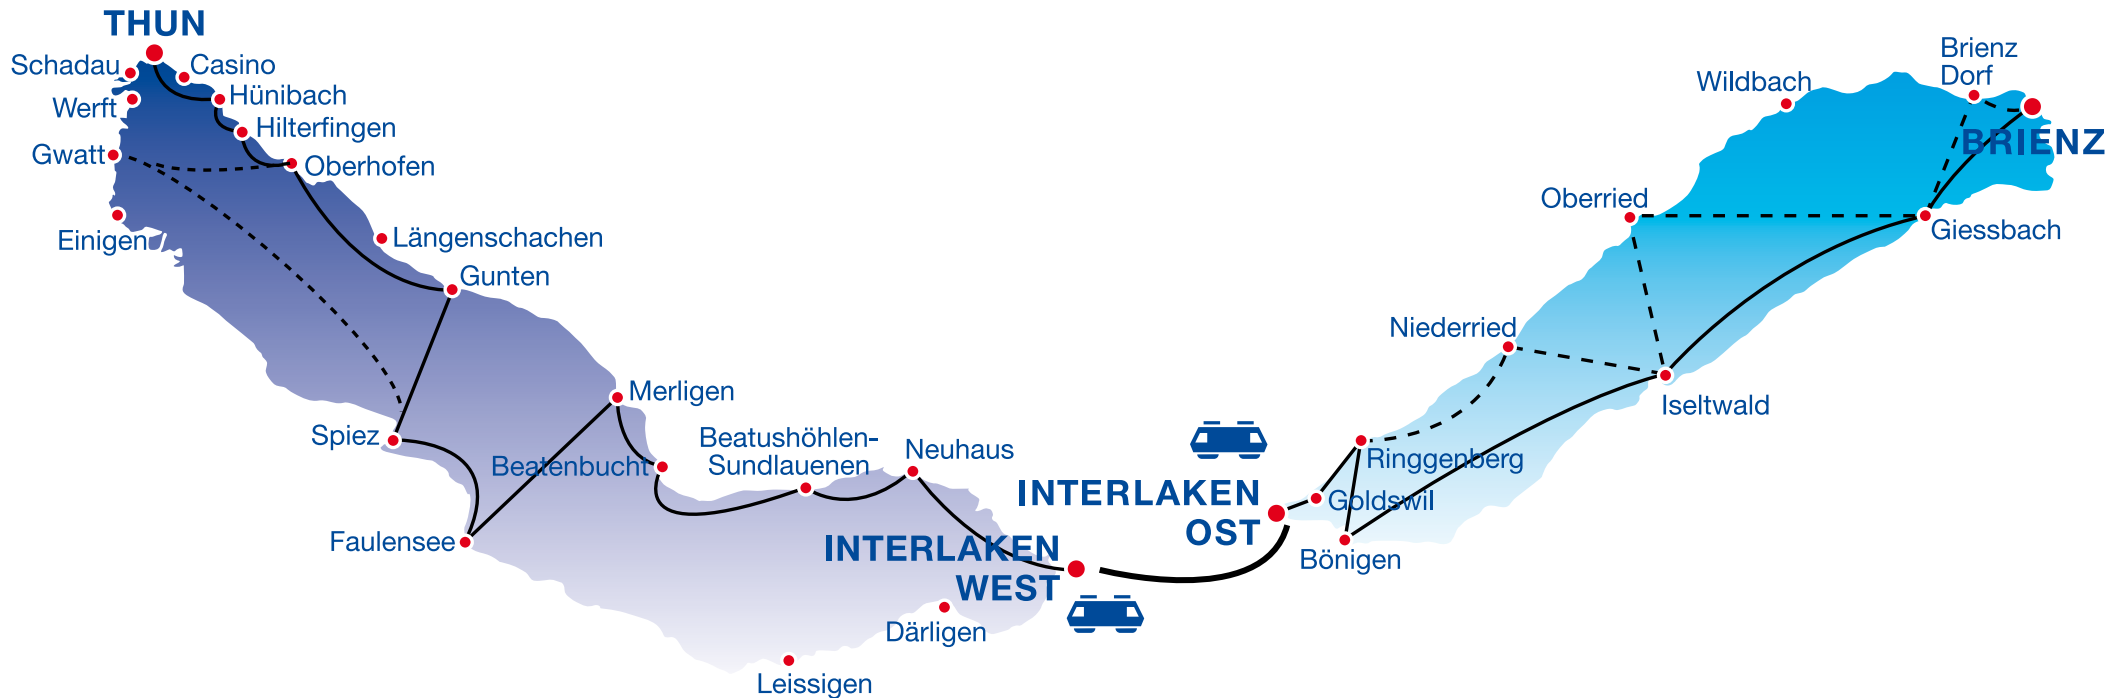 THUN
Schadau
Casino
Werft
Hünibach
Hilterfingen
Gwatt
Oberhofen
Einigen
Längenschachen
Gunten
Spiez
Merligen
Beatenbucht
Beatushöhlen-
Sundlauenen
Neuhaus
Faulensee
INTERLAKEN
WEST
Därligen
Leissigen
INTERLAKEN
OST
Goldswil
Bönigen
Ringgenberg
Niederried
Iseltwald
Oberried
Giessbach
Wildbach
Brienz
Dorf
BRIENZ